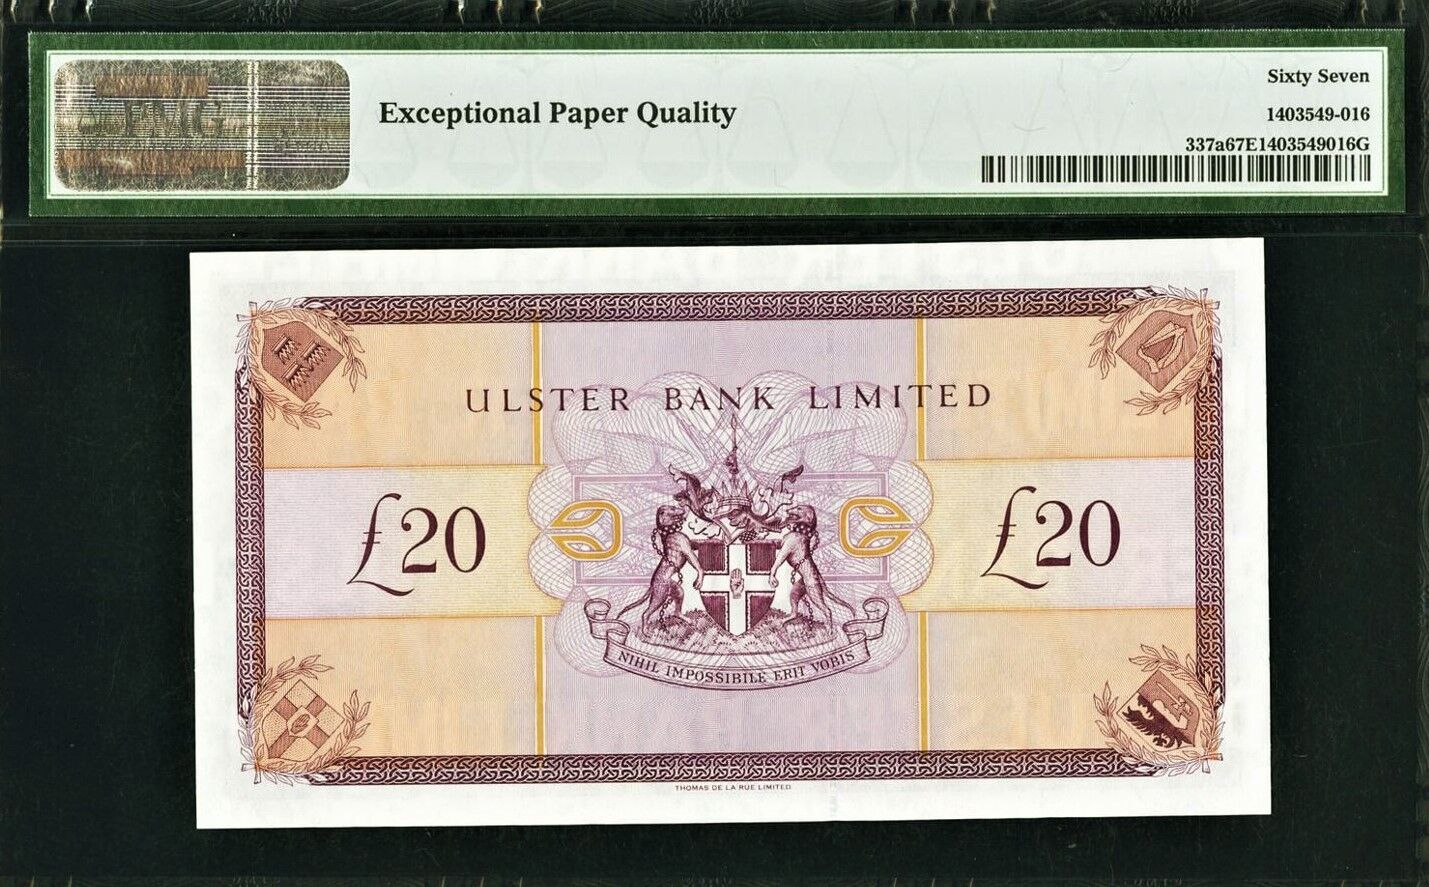 PMG
Exceptional Paper Quality
Sixty Seven
1403549-016
337a67E1403549016G
ULSTER BANK LIMITED
£20
£20
NIHIL IMPOSSIBILE ERIT VOBIS
THOMAS DE LA RUE LIMITED